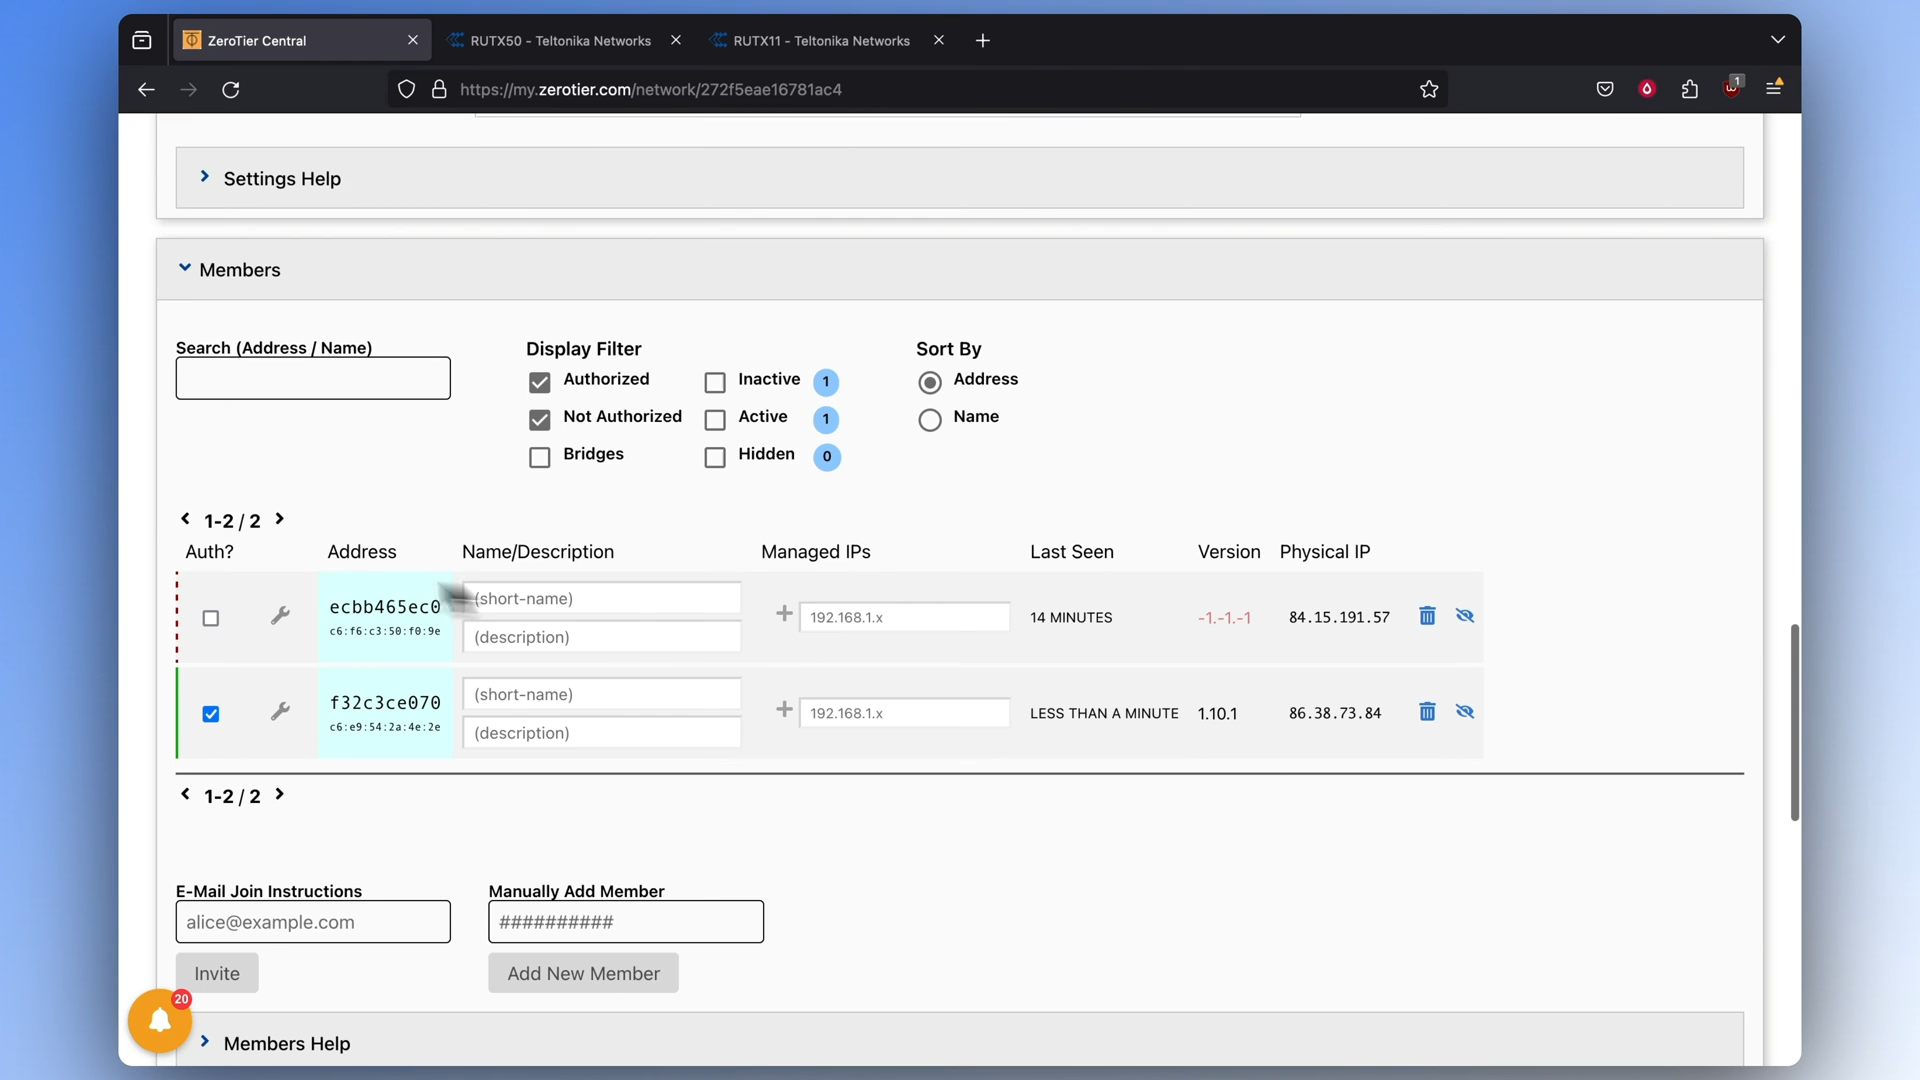 ZeroTier Central
RUTX50 - Teltonika Networks
RUTX11 - Teltonika Networks
https://my.zerotier.com/network/272f5eae16781ac4
1
Settings Help
Members
Search (Address / Name)
Display Filter
Sort By
Authorized
Inactive
1
Address
Not Authorized
Active
1
Name
Bridges
Hidden
0
1-2 / 2
Auth?
Address
Name/Description
Managed IPs
Last Seen
Version
Physical IP
ecbb465ec0
c6:f6:c3:50:f0:9e
(short-name)
(description)
192.168.1.x
14 MINUTES
-1.-1.-1
84.15.191.57
f32c3ce070
c6:e9:54:2a:4e:2e
(short-name)
(description)
192.168.1.x
LESS THAN A MINUTE
1.10.1
86.38.73.84
1-2 / 2
E-Mail Join Instructions
Manually Add Member
alice@example.com
##########
Invite
Add New Member
20
Members Help